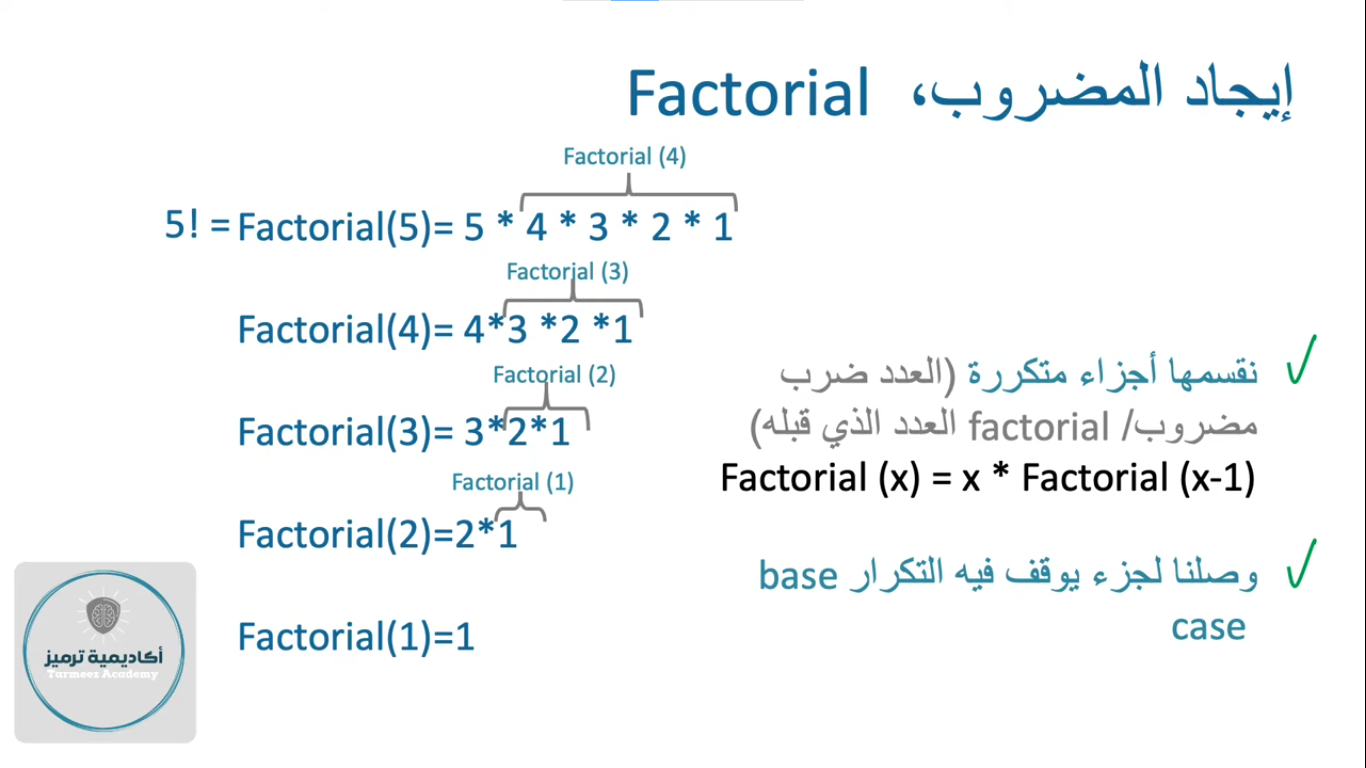 إيجاد المضروب، Factorial
Factorial (4)
5! = Factorial(5)= 5 * 4 * 3 * 2 * 1
Factorial (3)
Factorial(4)= 4*3 *2 *1
Factorial (2)
Factorial(3)= 3*2*1
Factorial (1)
Factorial(2)=2*1
Factorial(1)=1
نقسمها أجزاء متكررة (العدد ضرب
مضروب/ factorial العدد الذي قبله)
Factorial (x) = x * Factorial (x-1)
وصلنا لجزء يوقف فيه التكرار base
case
أكاديمية ترميز
Tarmeez Academy